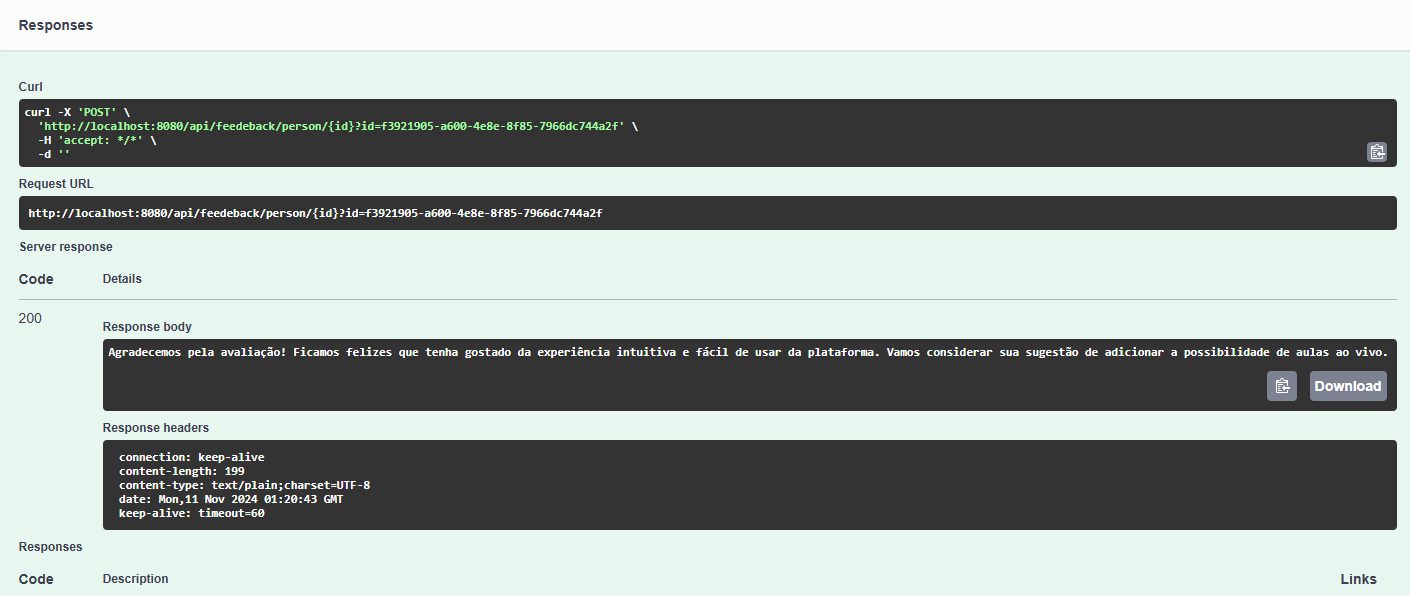 Responses
Curl
curl -X 'POST' \
  'http://localhost:8080/api/feedeback/person/{id}?id=f3921905-a600-4e8e-8f85-7966dc744a2f' \
  -H 'accept: */*' \
  -d ''
Request URL
http://localhost:8080/api/feedeback/person/{id}?id=f3921905-a600-4e8e-8f85-7966dc744a2f
Server response
Code Details
200
Response body
Agradecemos pela avaliação! Ficamos felizes que tenha gostado da experiência intuitiva e fácil de usar da plataforma. Vamos considerar sua sugestão de adicionar a possibilidade de aulas ao vivo.
Download
Response headers
connection: keep-alive
content-length: 199
content-type: text/plain;charset=UTF-8
date: Mon,11 Nov 2024 01:20:43 GMT
keep-alive: timeout=60
Responses
Code Description Links